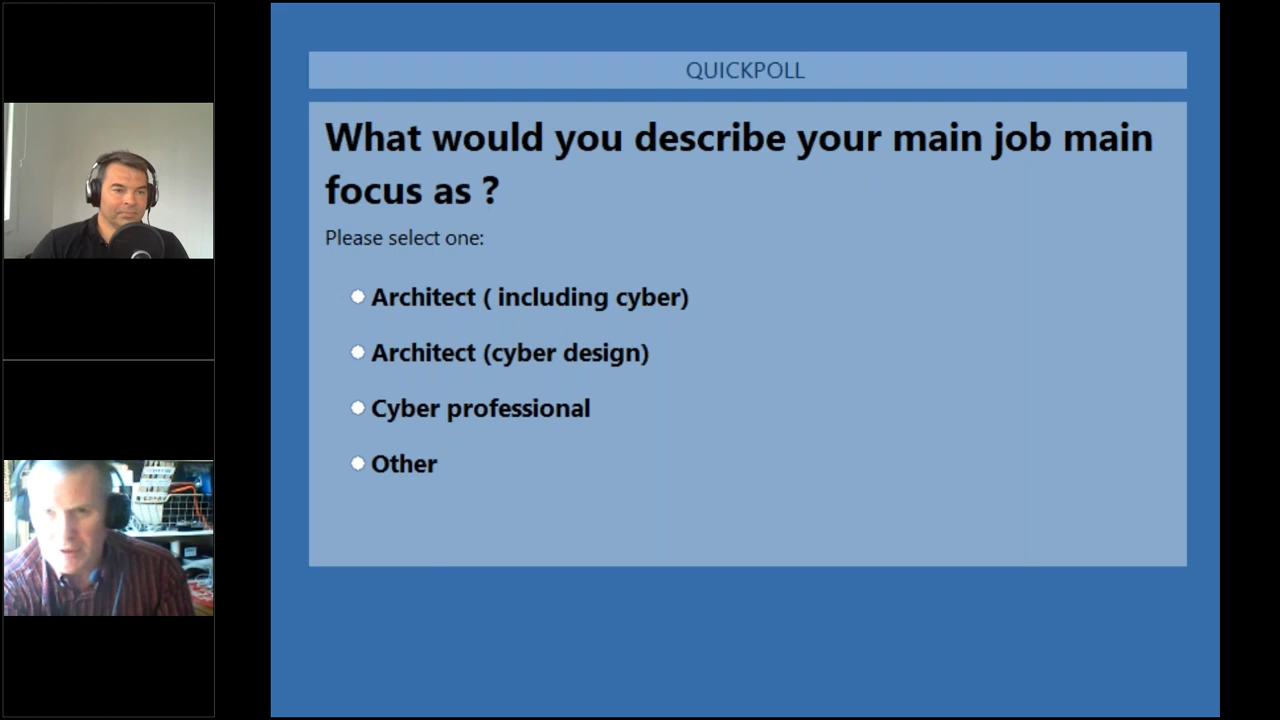 QUICKPOLL
What would you describe your main job main
focus as ?
Please select one:
Architect ( including cyber)
Architect (cyber design)
Cyber professional
Other